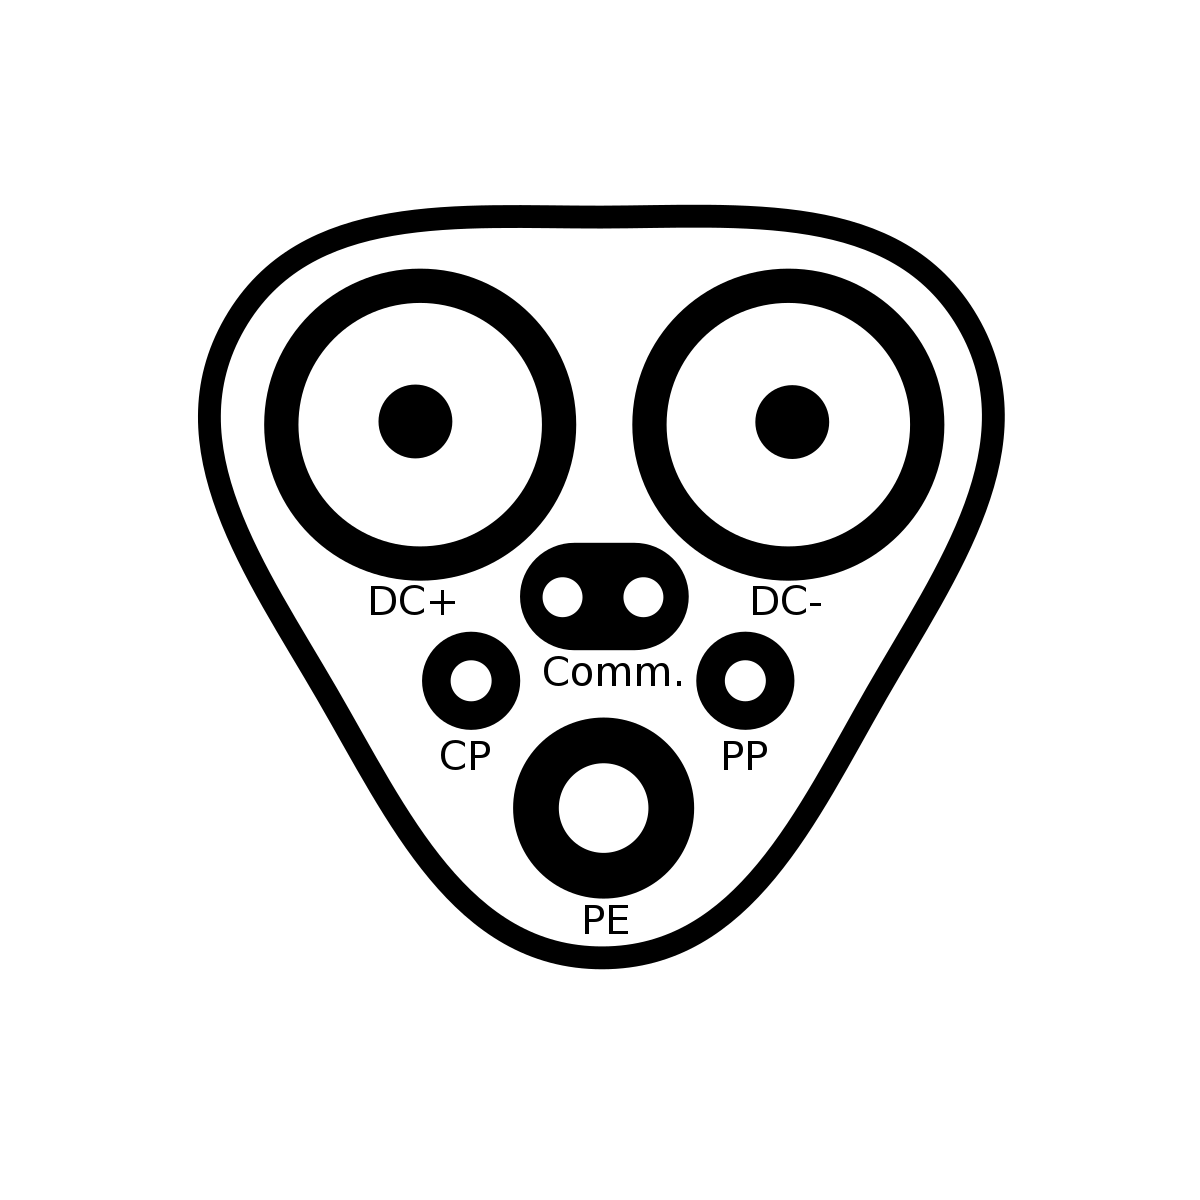 DC+
DC-
Comm.
CP
PP
PE